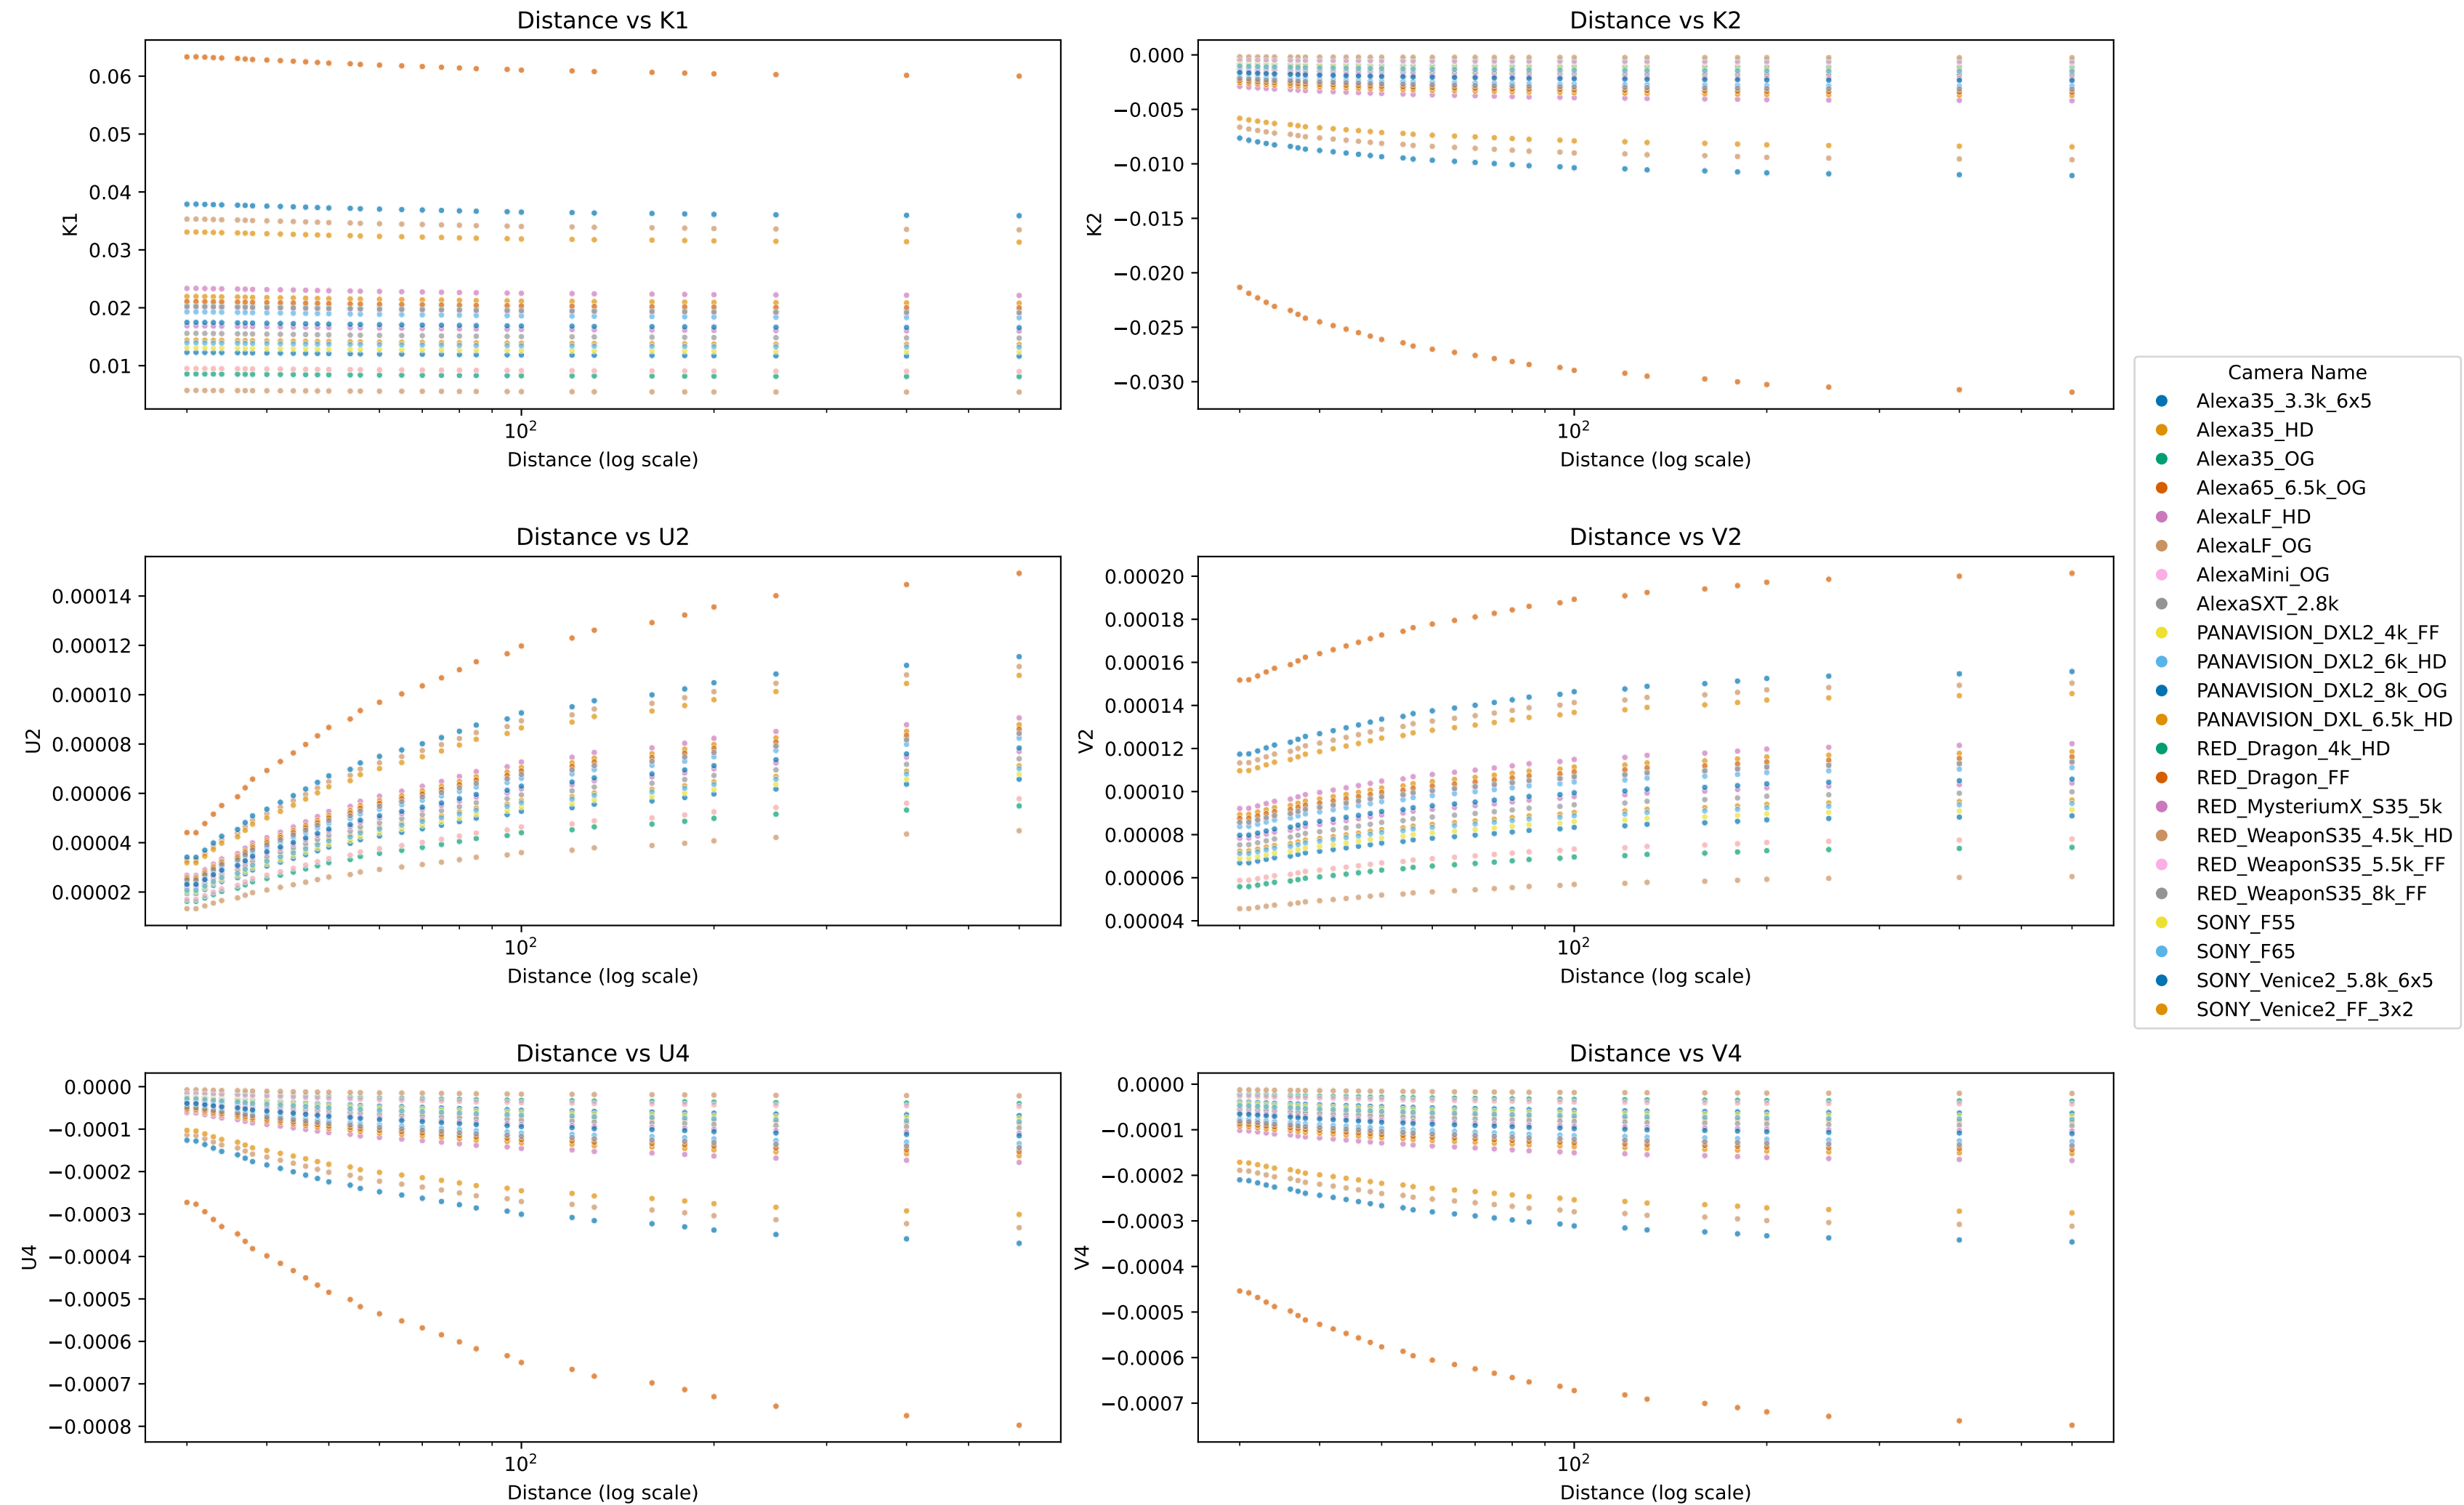 Distance vs K1
K1
0.06
0.05
0.04
0.03
0.02
0.01
10²
Distance (log scale)
Distance vs K2
K2
0.000
−0.005
−0.010
−0.015
−0.020
−0.025
−0.030
10²
Distance (log scale)
Distance vs U2
U2
0.00014
0.00012
0.00010
0.00008
0.00006
0.00004
0.00002
10²
Distance (log scale)
Distance vs V2
V2
0.00020
0.00018
0.00016
0.00014
0.00012
0.00010
0.00008
0.00006
0.00004
10²
Distance (log scale)
Distance vs U4
U4
0.0000
−0.0001
−0.0002
−0.0003
−0.0004
−0.0005
−0.0006
−0.0007
−0.0008
10²
Distance (log scale)
Distance vs V4
V4
0.0000
−0.0001
−0.0002
−0.0003
−0.0004
−0.0005
−0.0006
−0.0007
10²
Distance (log scale)
Camera Name
Alexa35_3.3k_6x5
Alexa35_HD
Alexa35_OG
Alexa65_6.5k_OG
AlexaLF_HD
AlexaLF_OG
AlexaMini_OG
AlexaSXT_2.8k
PANAVISION_DXL2_4k_FF
PANAVISION_DXL2_6k_HD
PANAVISION_DXL2_8k_OG
PANAVISION_DXL_6.5k_HD
RED_Dragon_4k_HD
RED_Dragon_FF
RED_MysteriumX_S35_5k
RED_WeaponS35_4.5k_HD
RED_WeaponS35_5.5k_FF
RED_WeaponS35_8k_FF
SONY_F55
SONY_F65
SONY_Venice2_5.8k_6x5
SONY_Venice2_FF_3x2